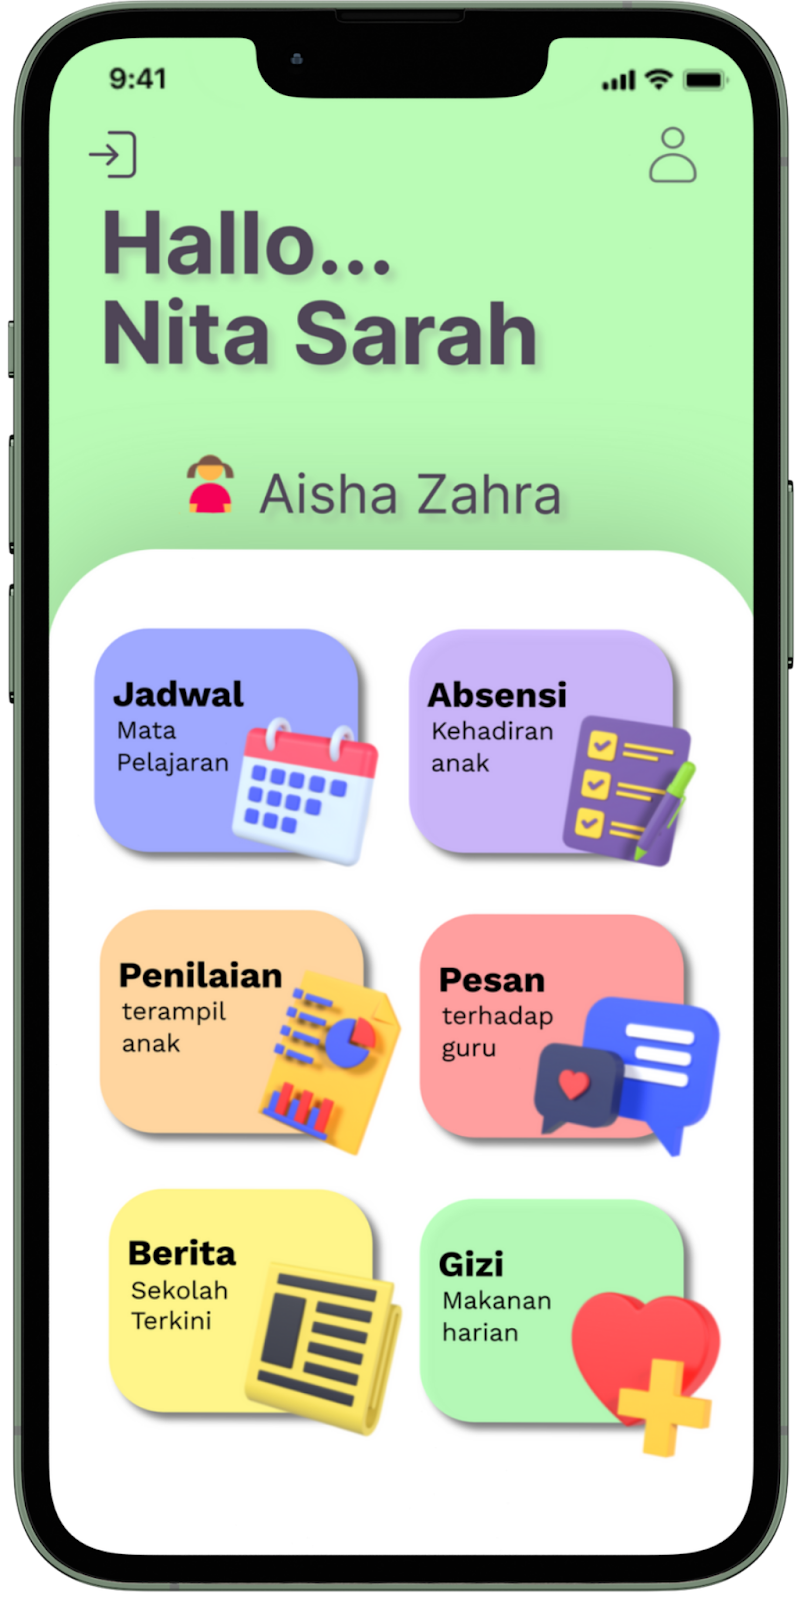 9:41
Hallo...
Nita Sarah
Aisha Zahra
Jadwal
Mata
Pelajaran
Absensi
Kehadiran
anak
Penilaian
terampil
anak
Pesan
terhadap
guru
Berita
Sekolah
Terkini
Gizi
Makanan
harian